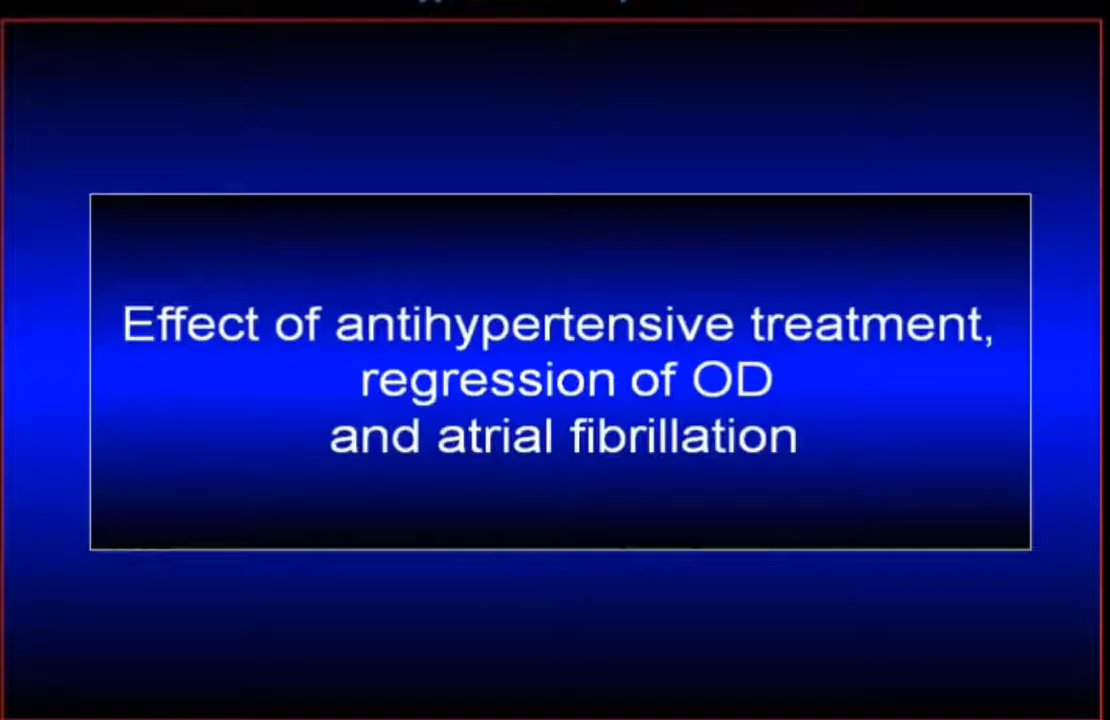 Effect of antihypertensive treatment,
regression of OD
and atrial fibrillation